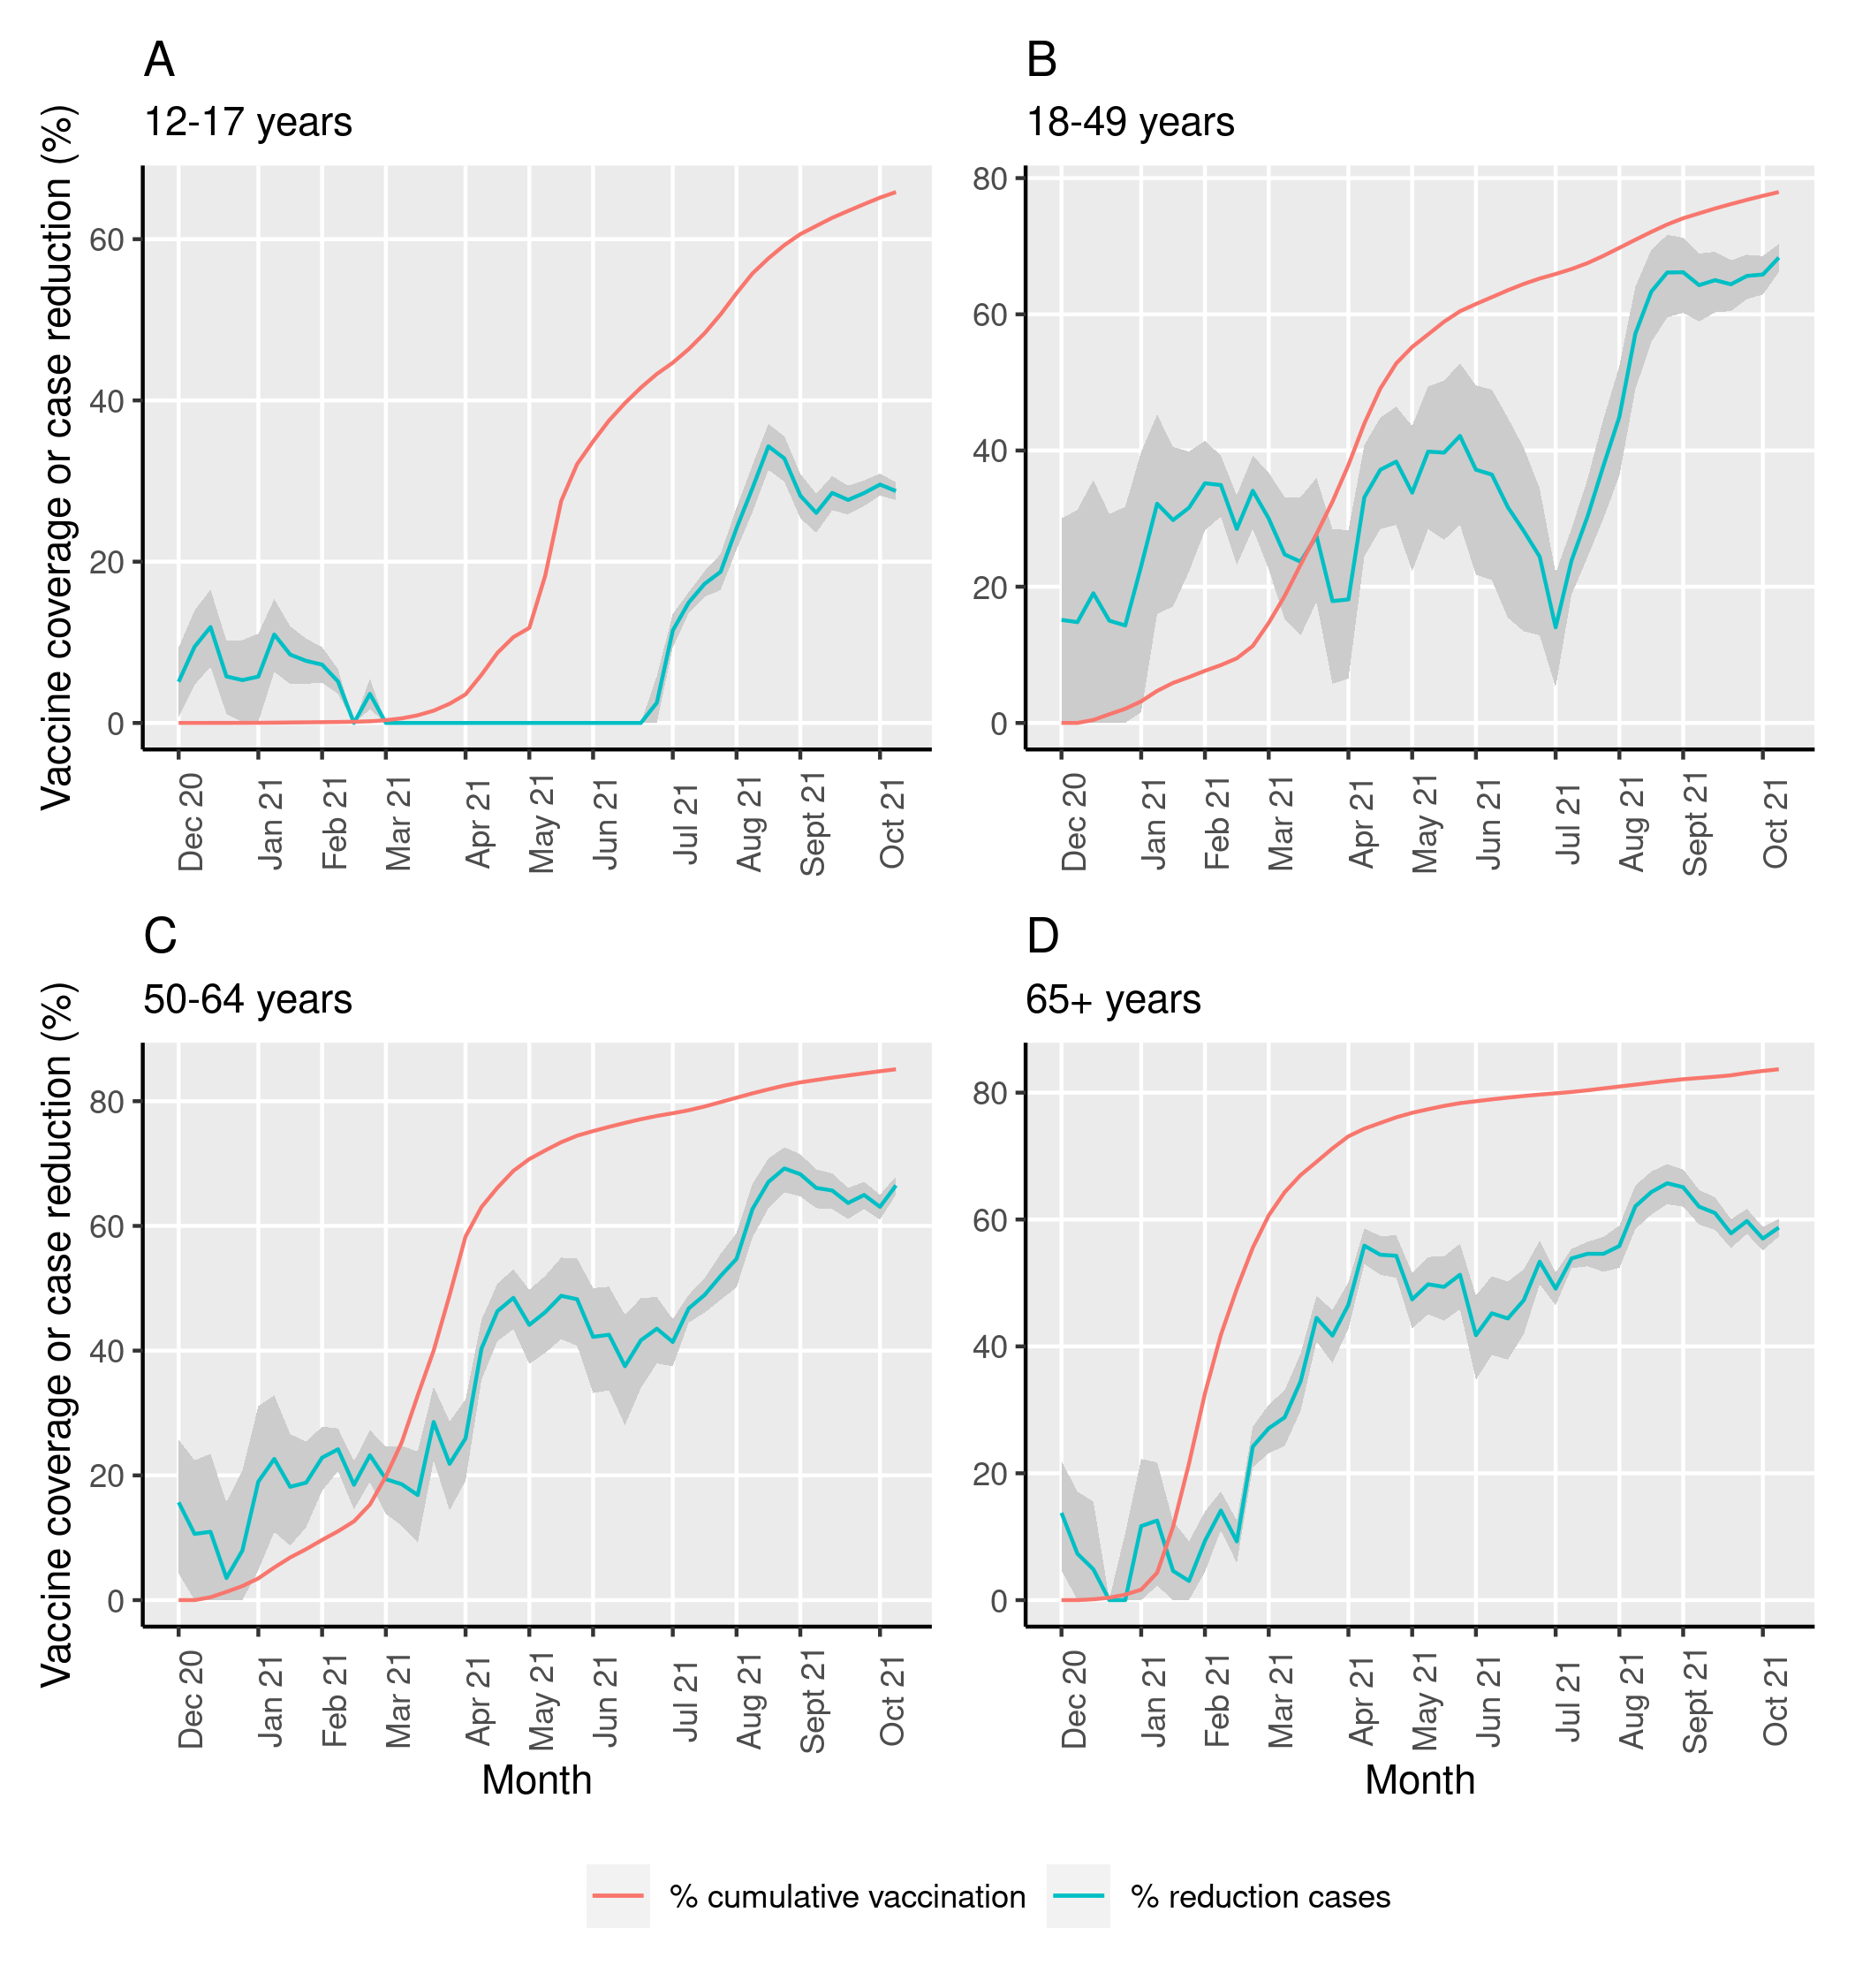 A
12-17 years
Vaccine coverage or case reduction (%)
60
40
20
0
Dec 20
Jan 21
Feb 21
Mar 21
Apr 21
May 21
Jun 21
Jul 21
Aug 21
Sept 21
Oct 21
B
18-49 years
80
60
40
20
0
Dec 20
Jan 21
Feb 21
Mar 21
Apr 21
May 21
Jun 21
Jul 21
Aug 21
Sept 21
Oct 21
C
50-64 years
Vaccine coverage or case reduction (%)
80
60
40
20
0
Dec 20
Jan 21
Feb 21
Mar 21
Apr 21
May 21
Jun 21
Jul 21
Aug 21
Sept 21
Oct 21
Month
D
65+ years
80
60
40
20
0
Dec 20
Jan 21
Feb 21
Mar 21
Apr 21
May 21
Jun 21
Jul 21
Aug 21
Sept 21
Oct 21
Month
% cumulative vaccination
% reduction cases